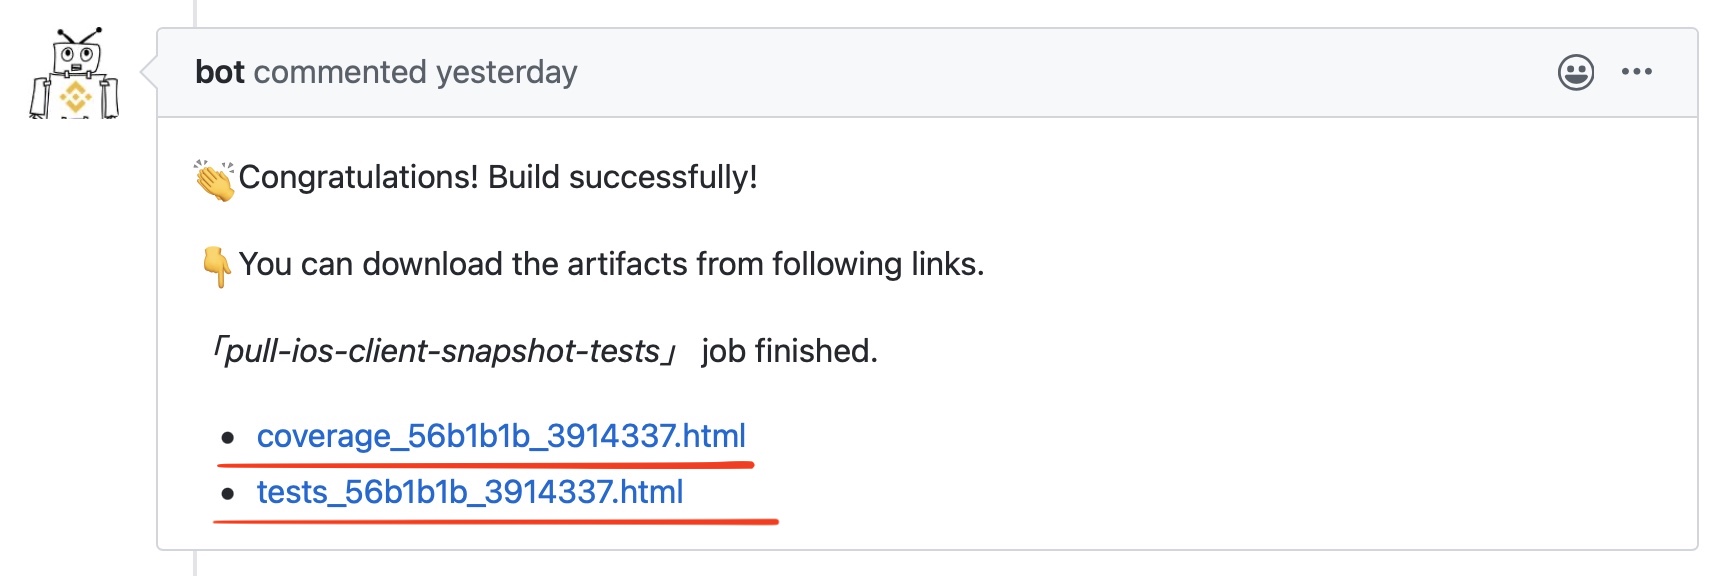 bot commented yesterday
👏Congratulations! Build successfully!
👇You can download the artifacts from following links.
「pull-ios-client-snapshot-tests」 job finished.
• coverage_56b1b1b_3914337.html
• tests_56b1b1b_3914337.html